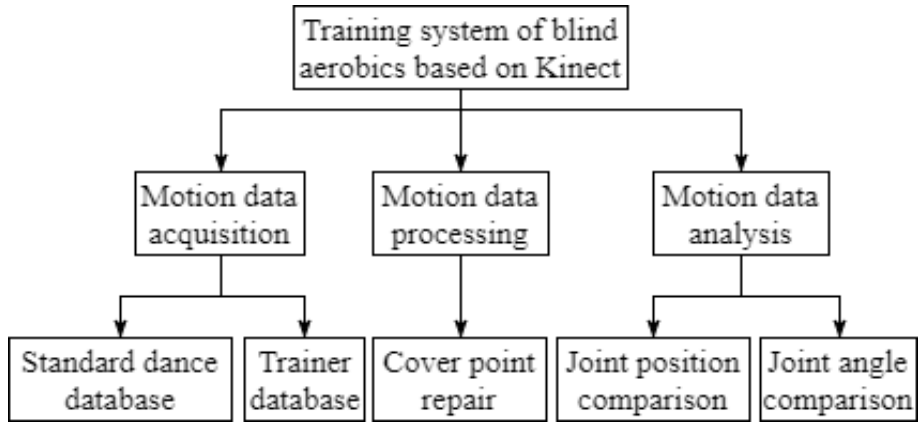 Training system of blind
aerobics based on Kinect
Motion data
acquisition
Motion data
processing
Motion data
analysis
Standard dance
database
Trainer
database
Cover point
repair
Joint position
comparison
Joint angle
comparison